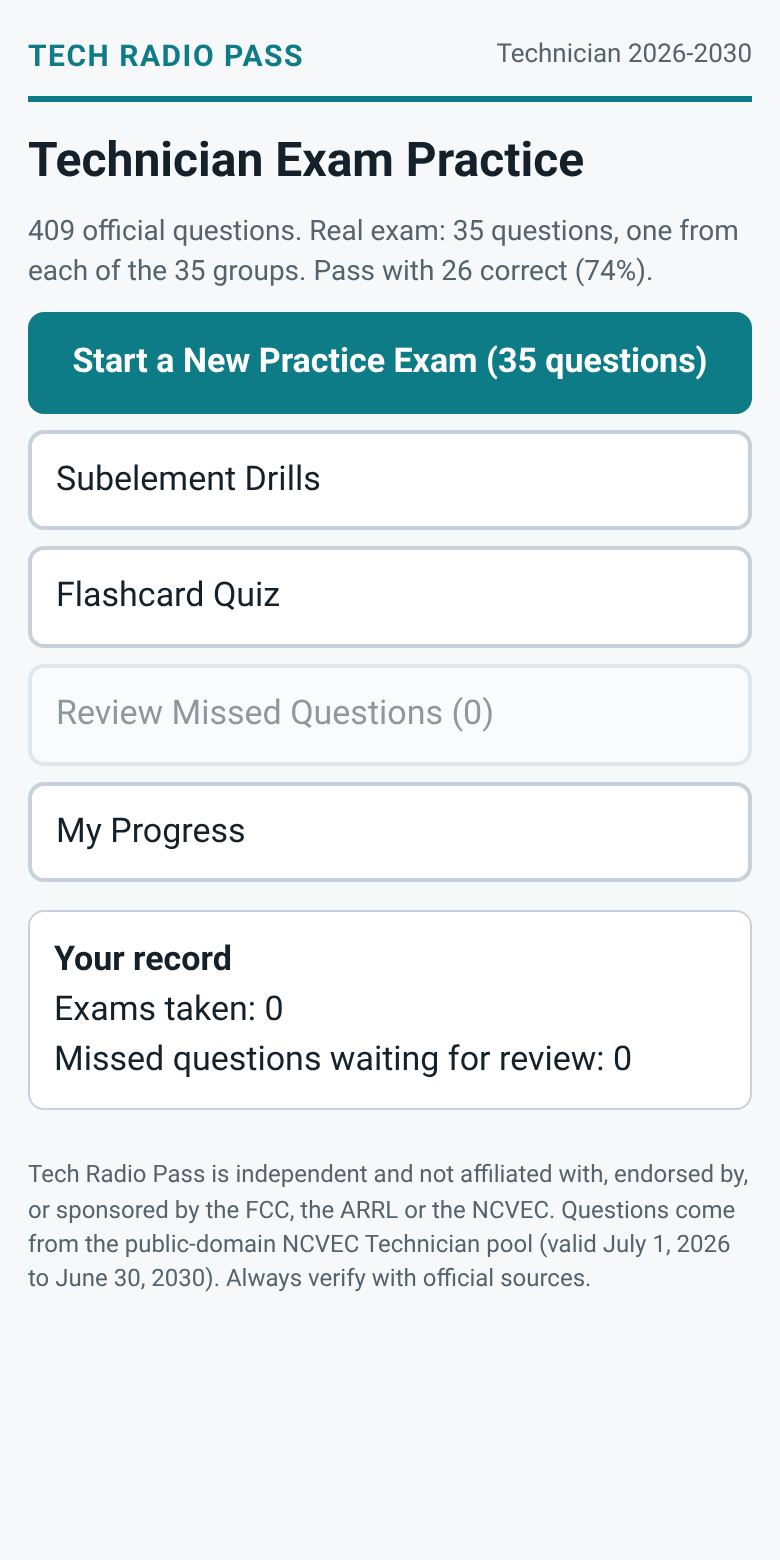 TECH RADIO PASS
Technician 2026-2030
Technician Exam Practice
409 official questions. Real exam: 35 questions, one from
each of the 35 groups. Pass with 26 correct (74%).
Start a New Practice Exam (35 questions)
Subelement Drills
Flashcard Quiz
Review Missed Questions (0)
My Progress
Your record
Exams taken: 0
Missed questions waiting for review: 0
Tech Radio Pass is independent and not affiliated with, endorsed by,
or sponsored by the FCC, the ARRL or the NCVEC. Questions come
from the public-domain NCVEC Technician pool (valid July 1, 2026
to June 30, 2030). Always verify with official sources.